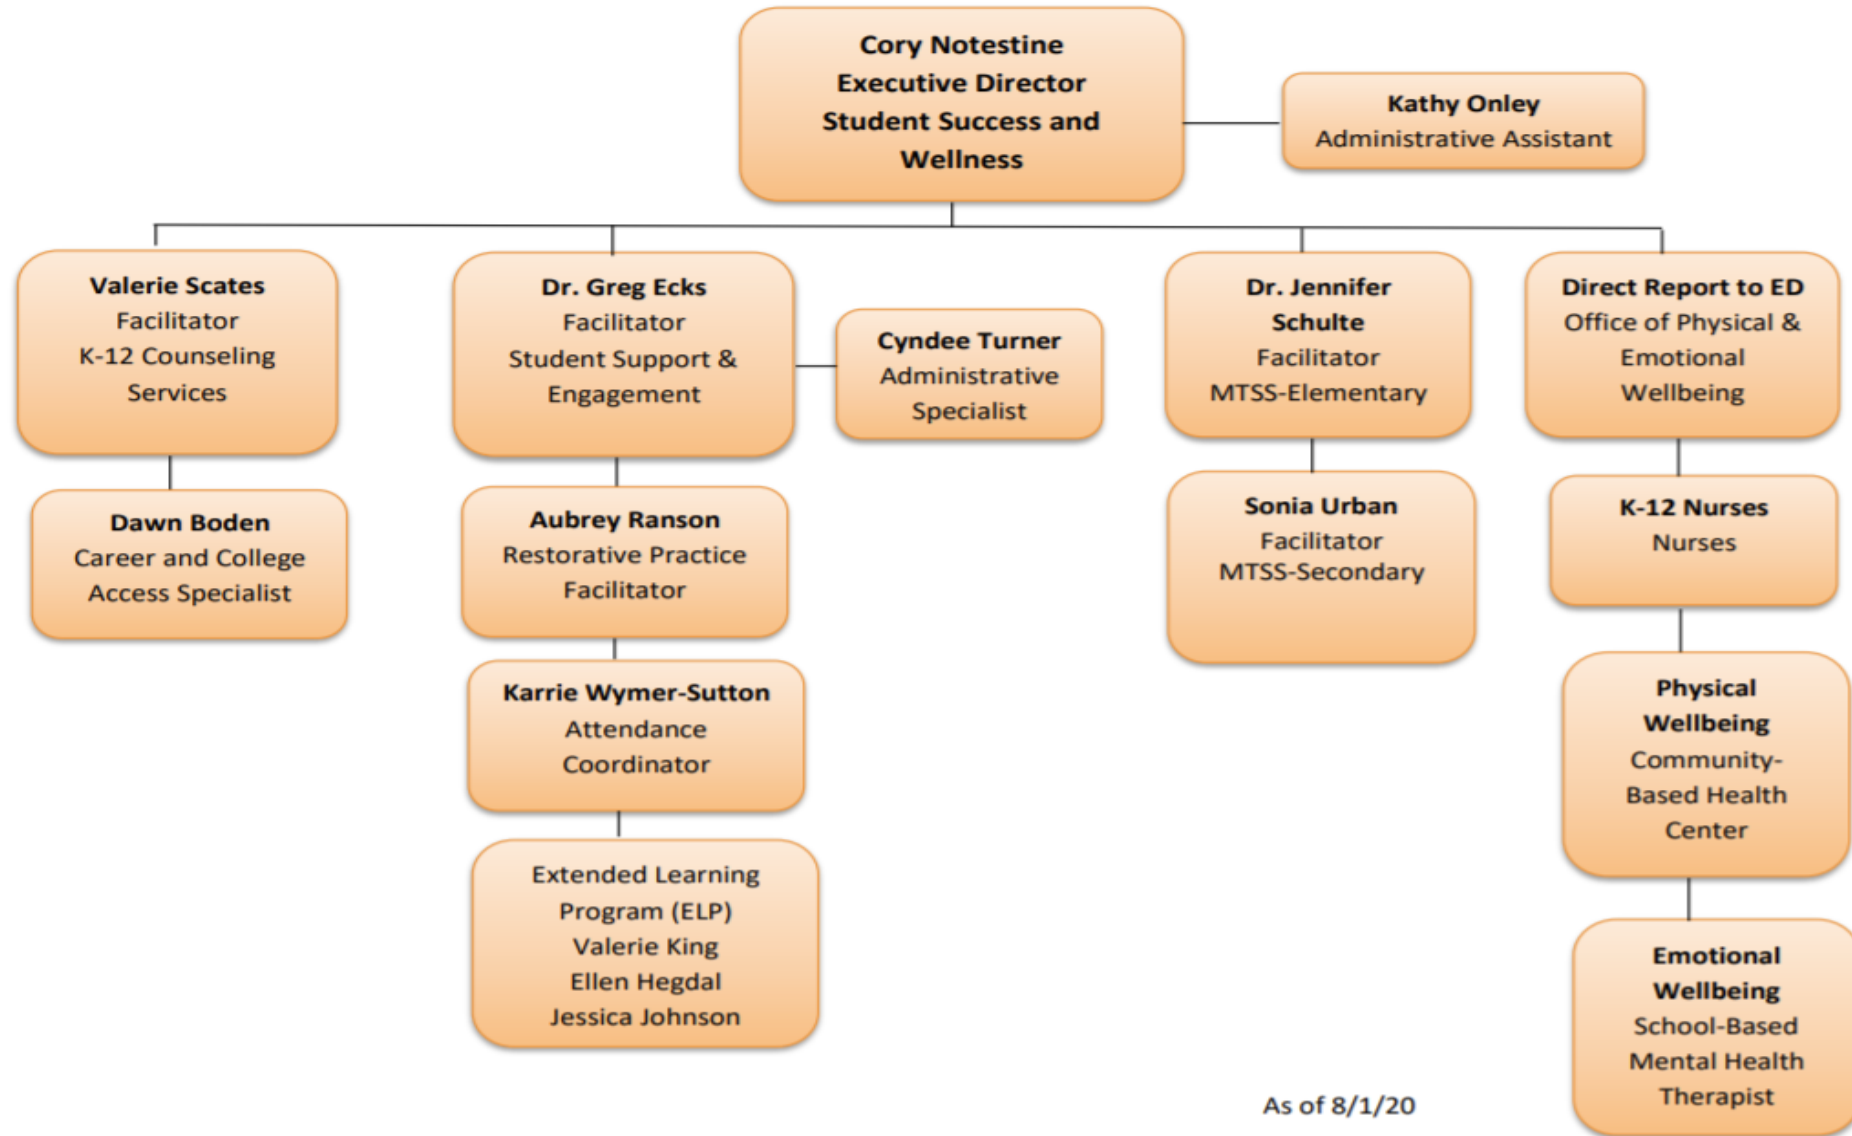 Cory Notestine
Executive Director
Student Success and
Wellness
Kathy Onley
Administrative Assistant
Valerie Scates
Facilitator
K-12 Counseling
Services
Dawn Boden
Career and College
Access Specialist
Dr. Greg Ecks
Facilitator
Student Support &
Engagement
Cyndee Turner
Administrative
Specialist
Aubrey Ranson
Restorative Practice
Facilitator
Karrie Wymer-Sutton
Attendance
Coordinator
Extended Learning
Program (ELP)
Valerie King
Ellen Hegdal
Jessica Johnson
Dr. Jennifer
Schulte
Facilitator
MTSS-Elementary
Sonia Urban
Facilitator
MTSS-Secondary
Direct Report to ED
Office of Physical &
Emotional
Wellbeing
K-12 Nurses
Nurses
Physical
Wellbeing
Community-
Based Health
Center
Emotional
Wellbeing
School-Based
Mental Health
Therapist
As of 8/1/20